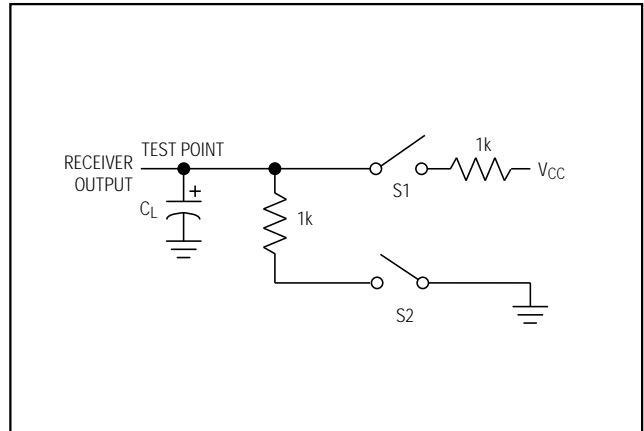 TEST POINT
RECEIVER
OUTPUT
+
CL
1k
S1
1k
VCC
S2